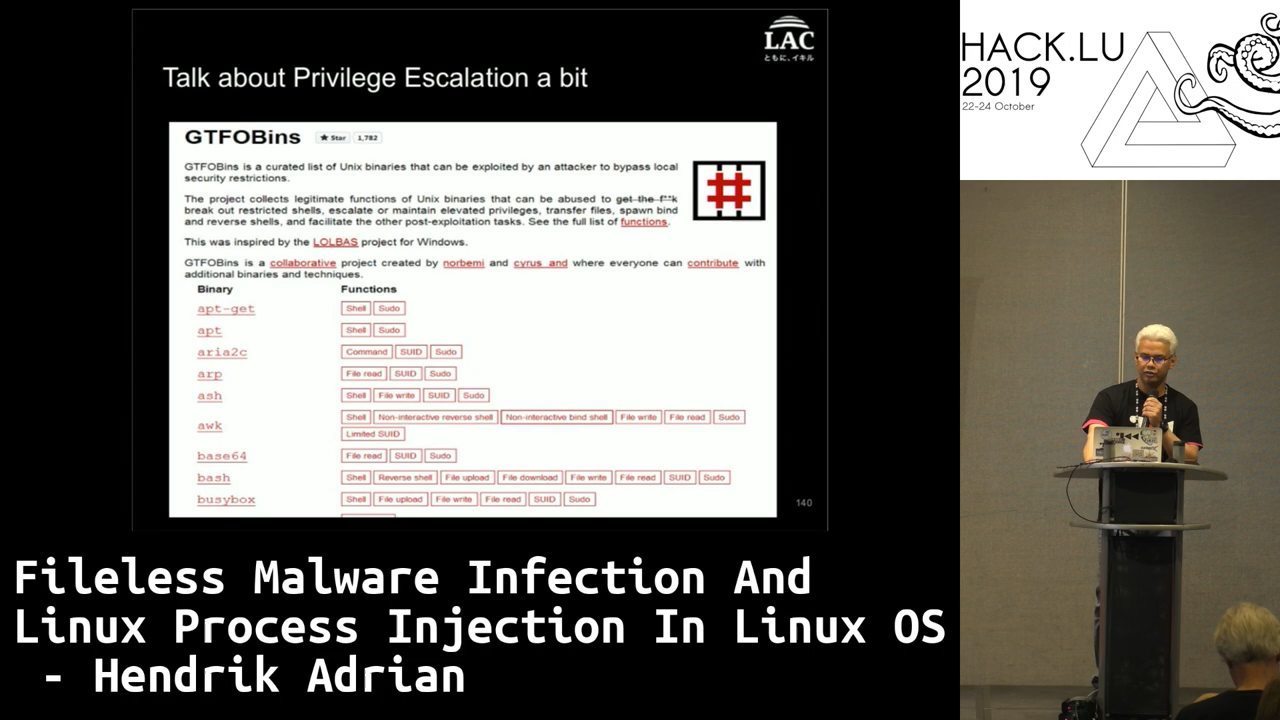 LAC
ともに、イキル
Talk about Privilege Escalation a bit
GTFOBins
★ Star 1,782
GTFOBins is a curated list of Unix binaries that can be exploited by an attacker to bypass local
security restrictions.
The project collects legitimate functions of Unix binaries that can be abused to get the f**k
break out restricted shells, escalate or maintain elevated privileges, transfer files, spawn bind
and reverse shells, and facilitate the other post-exploitation tasks. See the full list of functions.
This was inspired by the LOLBAS project for Windows.
GTFOBins is a collaborative project created by norbemi and cyrus_and where everyone can contribute with
additional binaries and techniques.
Binary Functions
apt-get Shell Sudo
apt Shell Sudo
aria2c Command SUID Sudo
arp File read SUID Sudo
ash Shell File write SUID Sudo
awk Shell Non-interactive reverse shell Non-interactive bind shell File write File read Sudo
Limited SUID
base64 File read SUID Sudo
bash Shell Reverse shell File upload File download File write File read SUID Sudo
busybox Shell File upload File write File read SUID Sudo
140
HACK.LU
2019
22-24 October
Fileless Malware Infection And
Linux Process Injection In Linux OS
- Hendrik Adrian